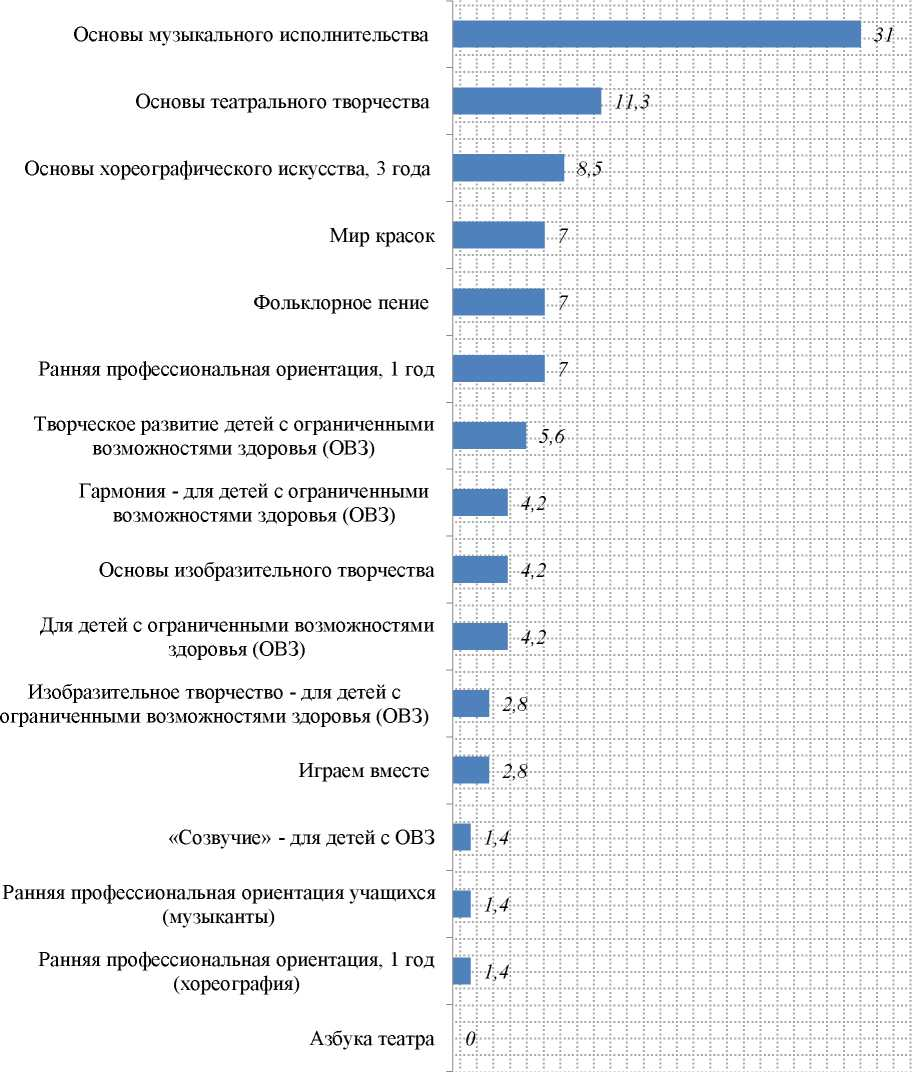 Основы музыкального исполнительства
31
Основы театрального творчества
11,3
Основы хореографического искусства, 3 года
8,5
Мир красок
7
Фольклорное пение
7
Ранняя профессиональная ориентация, 1 год
7
Творческое развитие детей с ограниченными
возможностями здоровья (ОВЗ)
5,6
Гармония - для детей с ограниченными
возможностями здоровья (ОВЗ)
4,2
Основы изобразительного творчества
4,2
Для детей с ограниченными возможностями
здоровья (ОВЗ)
4,2
Изобразительное творчество - для детей с
ограниченными возможностями здоровья (ОВЗ)
2,8
Играем вместе
2,8
«Созвучие» - для детей с ОВЗ
1,4
Ранняя профессиональная ориентация учащихся
(музыканты)
1,4
Ранняя профессиональная ориентация, 1 год
(хореография)
1,4
Азбука театра
0